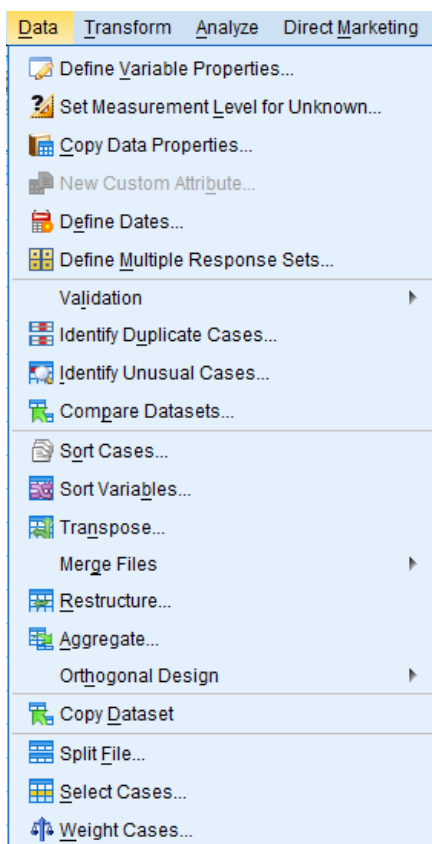 Data Transform Analyze Direct Marketing
Define Variable Properties...
Set Measurement Level for Unknown...
Copy Data Properties...
New Custom Attribute...
Define Dates...
Define Multiple Response Sets...
Validation
Identify Duplicate Cases...
Identify Unusual Cases...
Compare Datasets...
Sort Cases...
Sort Variables...
Transpose...
Merge Files
Restructure...
Aggregate...
Orthogonal Design
Copy Dataset
Split File...
Select Cases...
Weight Cases...